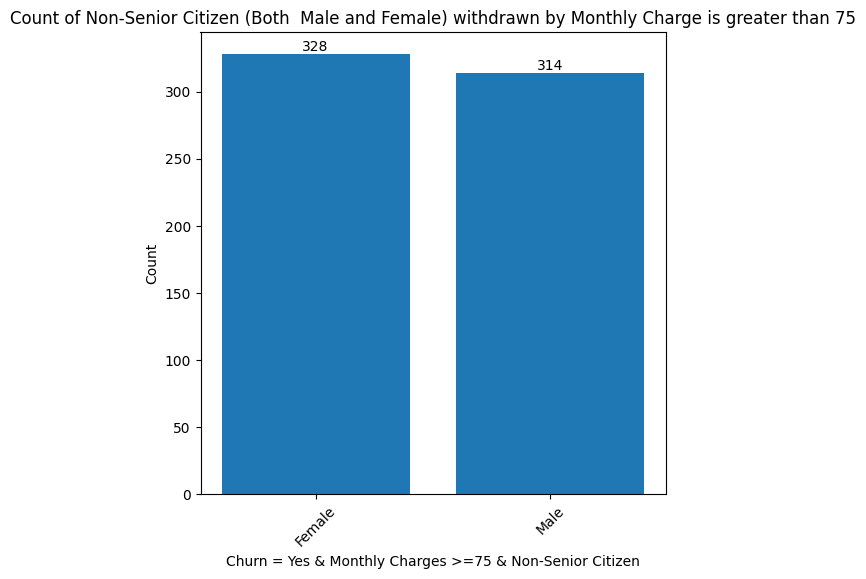 Count of Non-Senior Citizen (Both  Male and Female) withdrawn by Monthly Charge is greater than 75
328
314
300
250
200
150
100
50
0
Count
Female
Male
Churn = Yes & Monthly Charges >=75 & Non-Senior Citizen